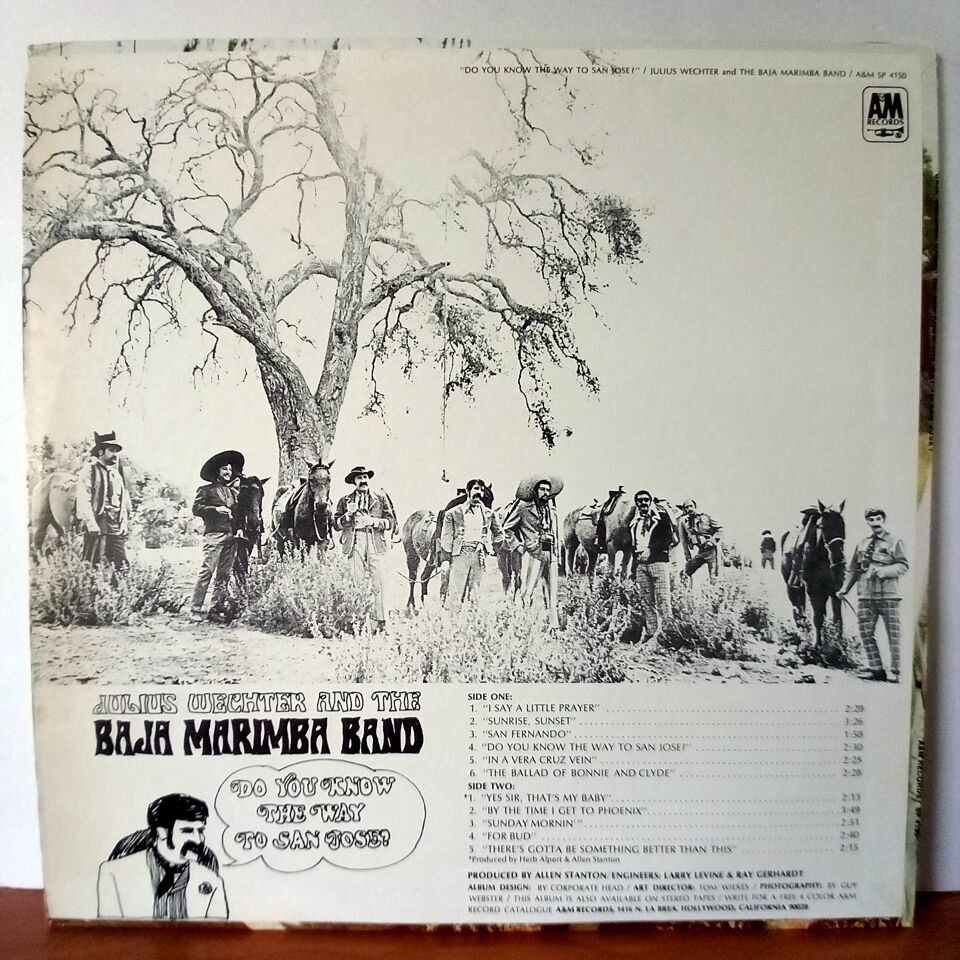 "DO YOU KNOW THE WAY TO SAN JOSE?" / JULIUS WECHTER and THE BAJA MARIMBA BAND / A&M SP 4150
A&M
RECORDS
JULIUS WECHTER AND THE
BAJA MARIMBA BAND
DO YOU KNOW
THE WAY
TO SAN JOSE?
SIDE ONE:
1. "I SAY A LITTLE PRAYER" 2:28
2. "SUNRISE, SUNSET" 3:26
3. "SAN FERNANDO" 1:58
4. "DO YOU KNOW THE WAY TO SAN JOSE?" 2:30
5. "IN A VERA CRUZ VEIN" 2:25
6. "THE BALLAD OF BONNIE AND CLYDE" 2:28
SIDE TWO:
*1. "YES SIR, THAT'S MY BABY" 2:13
2. "BY THE TIME I GET TO PHOENIX" 3:49
3. "SUNDAY MORNIN'" 2:51
4. "FOR BUD" 2:40
5. "THERE'S GOTTA BE SOMETHING BETTER THAN THIS" 2:15
*Produced by Herb Alpert & Allen Stanton
PRODUCED BY ALLEN STANTON/ENGINEERS: LARRY LEVINE & RAY GERHARDT
ALBUM DESIGN: BY CORPORATE HEAD / ART DIRECTOR: TOM WILKES / PHOTOGRAPHY: BY GUY
WEBSTER / THIS ALBUM IS ALSO AVAILABLE ON STEREO TAPES / WRITE FOR A FREE 4 COLOR A&M
RECORD CATALOGUE A&M RECORDS, 1416 N. LA BREA, HOLLYWOOD, CALIFORNIA 90028